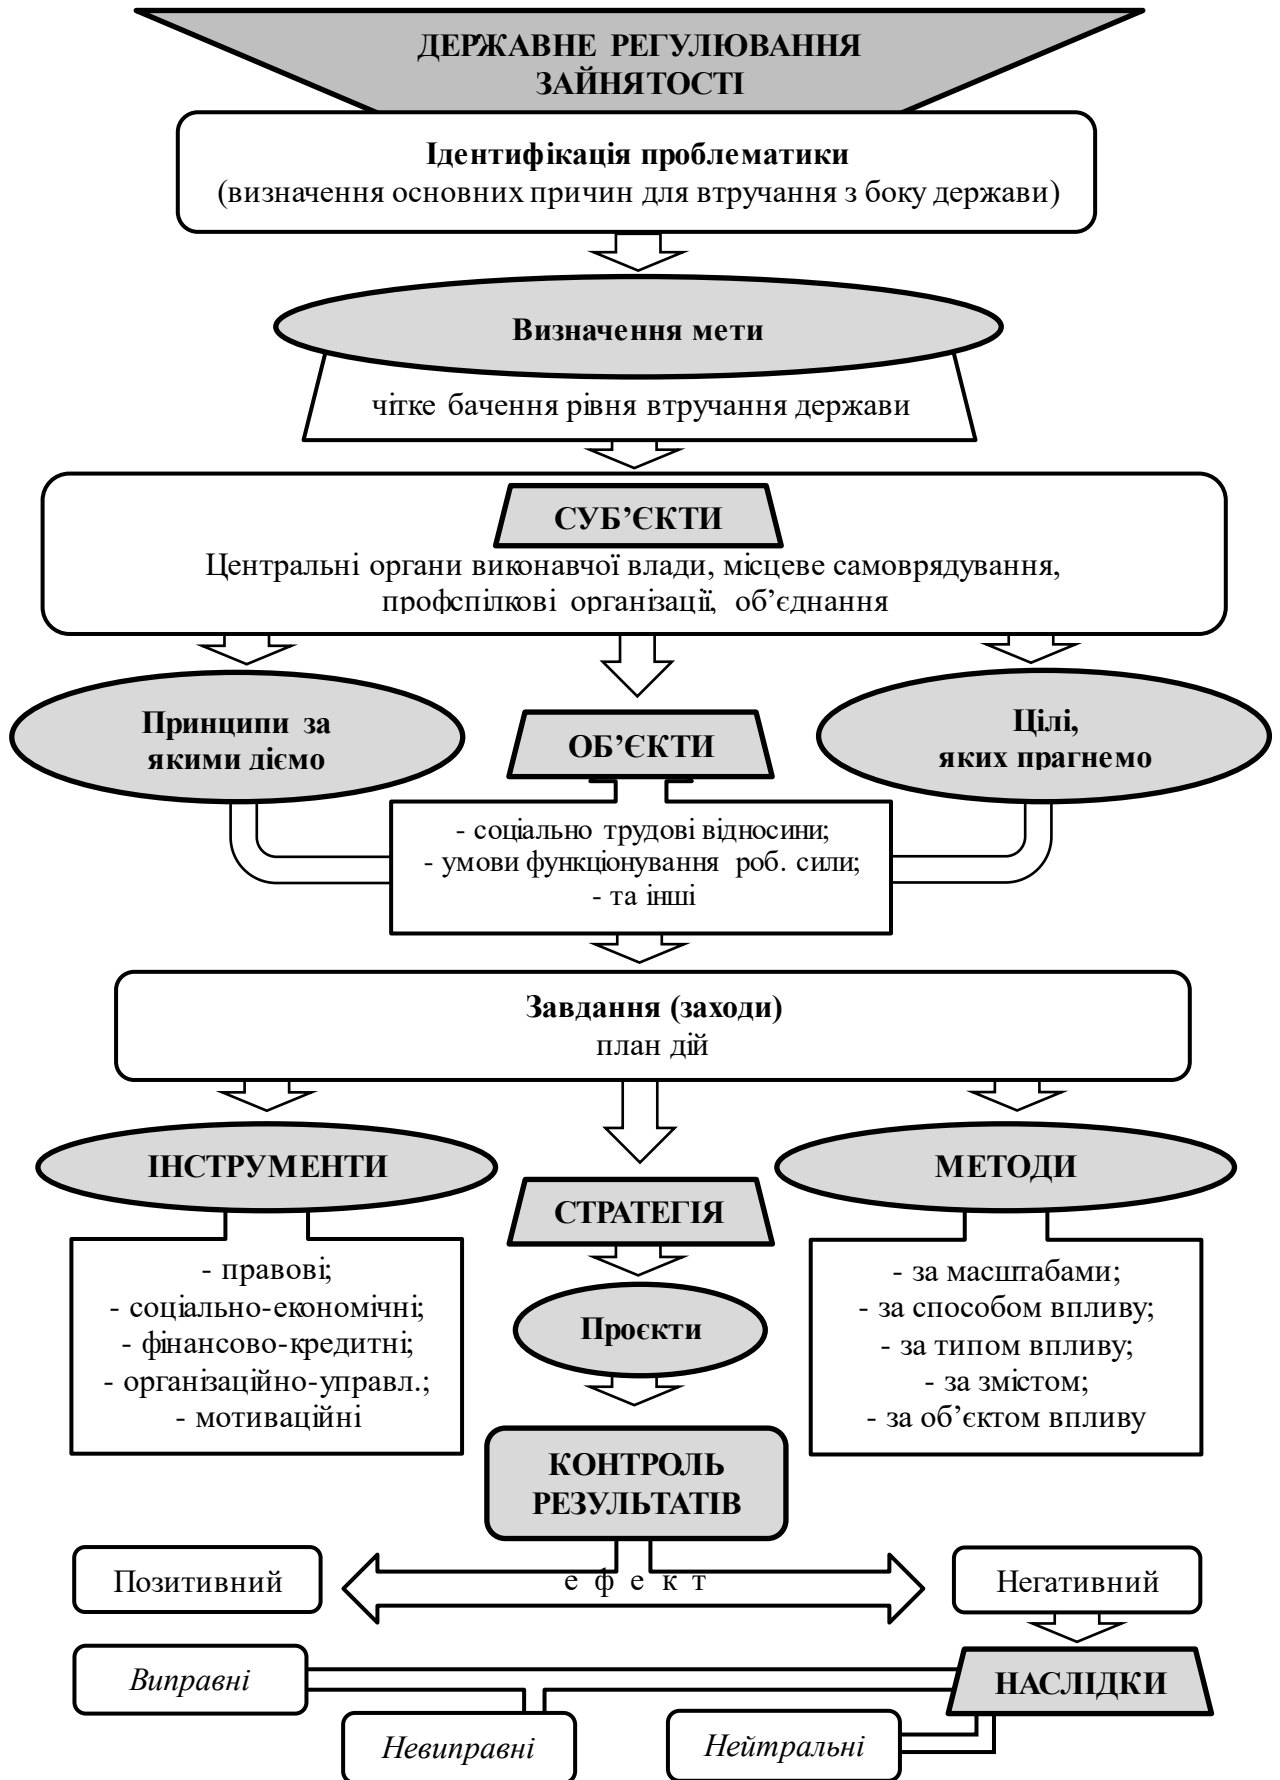 ДЕРЖАВНЕ РЕГУЛЮВАННЯ
ЗАЙНЯТОСТІ
Ідентифікація проблематики
(визначення основних причин для втручання з боку держави)
Визначення мети
чітке бачення рівня втручання держави
СУБ’ЄКТИ
Центральні органи виконавчої влади, місцеве самоврядування,
профспілкові організації, об’єднання
Принципи за
якими діємо
ОБ’ЄКТИ
Цілі,
яких прагнемо
- соціально трудові відносини;
- умови функціонування роб. сили;
- та інші
Завдання (заходи)
план дій
ІНСТРУМЕНТИ
СТРАТЕГІЯ
МЕТОДИ
- правові;
- соціально-економічні;
- фінансово-кредитні;
- організаційно-управл.;
- мотиваційні
Проєкти
- за масштабами;
- за способом впливу;
- за типом впливу;
- за змістом;
- за об’єктом впливу
КОНТРОЛЬ
РЕЗУЛЬТАТІВ
Позитивний
е ф е к т
Негативний
Виправні
НАСЛІДКИ
Невиправні
Нейтральні